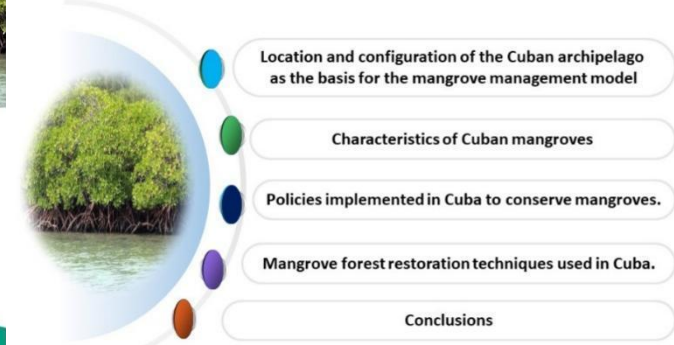 Location and configuration of the Cuban archipelago
as the basis for the mangrove management model
Characteristics of Cuban mangroves
Policies implemented in Cuba to conserve mangroves.
Mangrove forest restoration techniques used in Cuba.
Conclusions